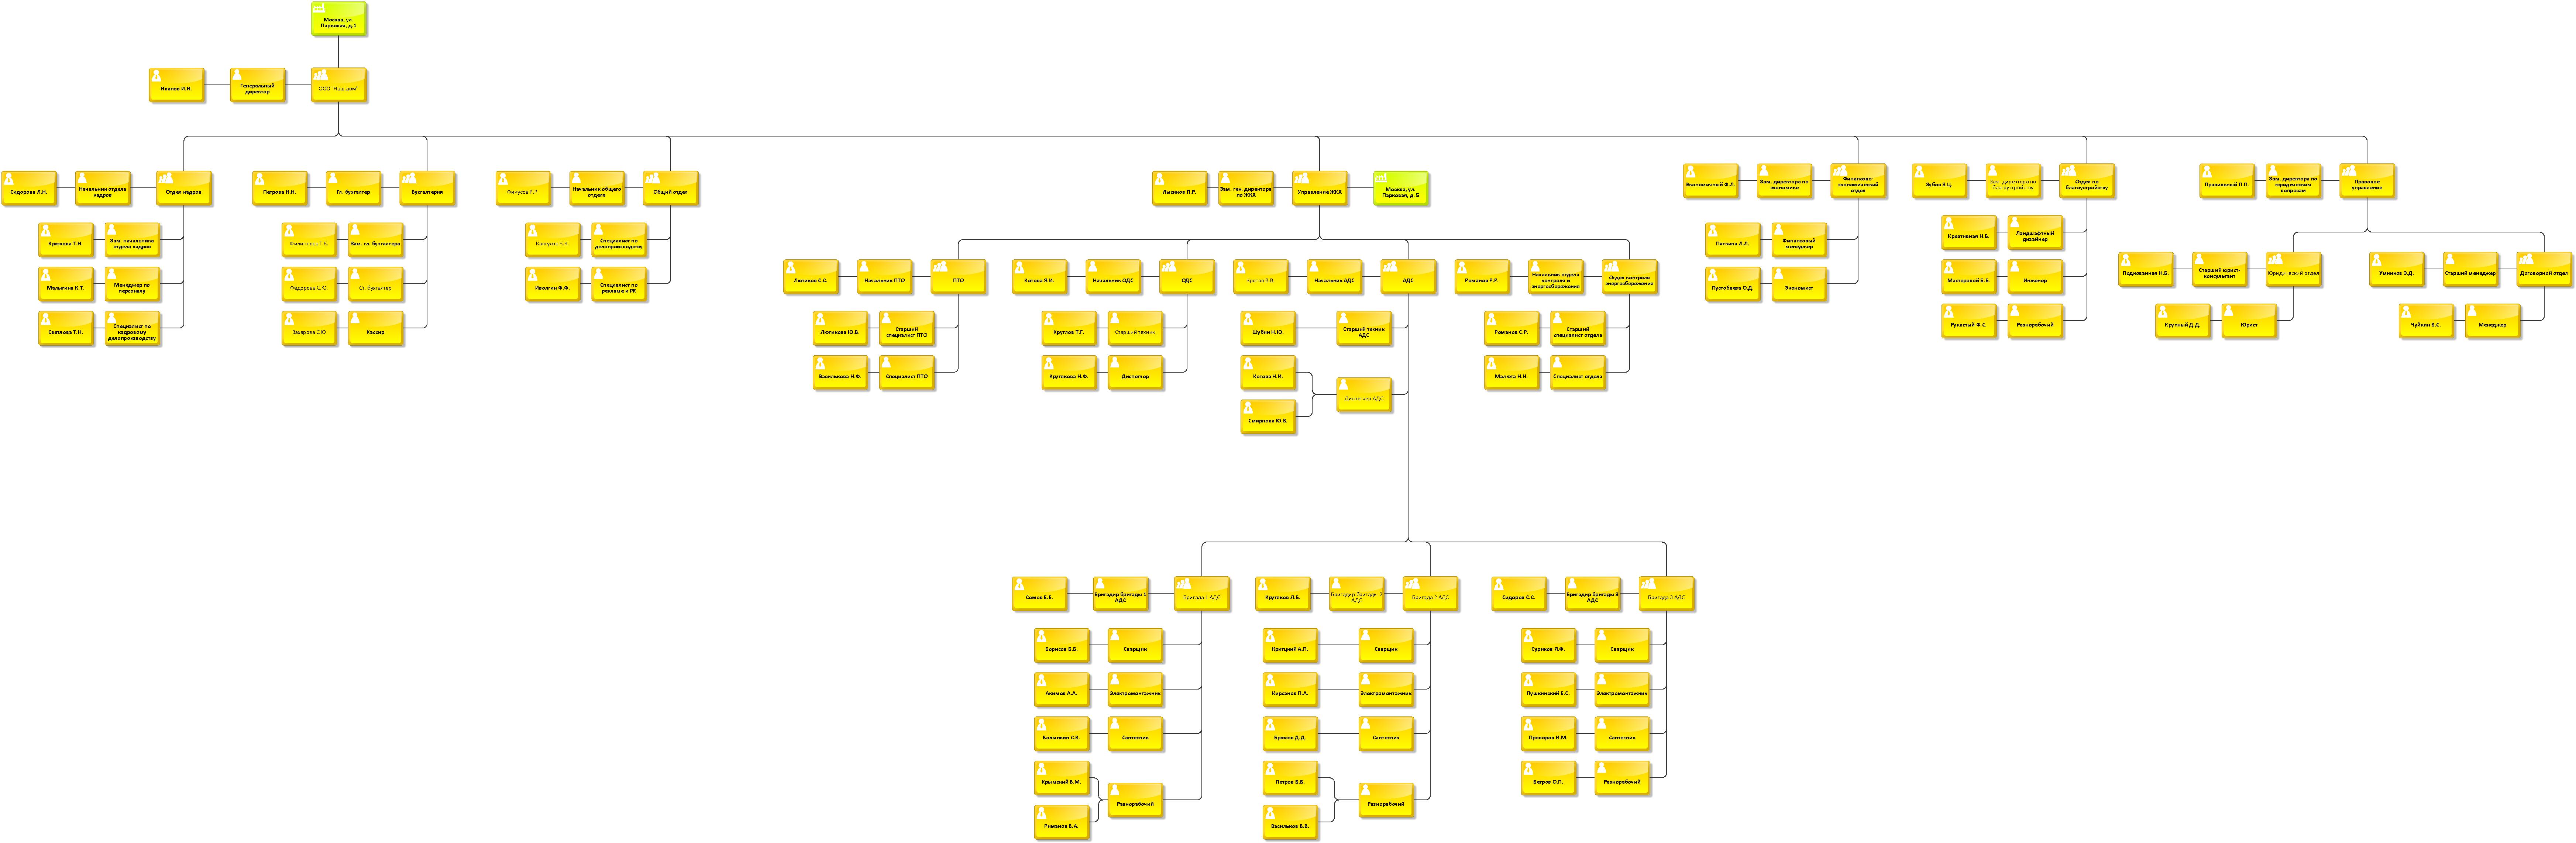 Москва, ул.
Парковая, д.1
Иванов И.И.
Генеральный
директор
ООО "Наш дом"
Сидорова Л.Н.
Начальник отдела
кадров
Отдел кадров
Крюкова Т.Н.
Зам. начальника
отдела кадров
Малыгина К.Т.
Менеджер по
персоналу
Светлова Т.Н.
Специалист по
кадровому
делопроизводству
Петрова Н.Н.
Гл. бухгалтер
Бухгалтерия
Филиппова Г.К.
Зам. гл. бухгалтера
Фёдорова С.Ю.
Ст. бухгалтер
Захарова С.Ю
Кассир
Финусов Р.Р.
Начальник общего
отдела
Общий отдел
Кактусов К.К.
Специалист по
делопроизводству
Иволгин Ф.Ф.
Специалист по
рекламе и PR
Лысиков П.Р.
Зам. ген. директора
по ЖКХ
Управление ЖКХ
Москва, ул.
Парковая, д. 5
Лютиков С.С.
Начальник ПТО
ПТО
Лютикова Ю.В.
Старший
специалист ПТО
Василькова Н.Ф.
Специалист ПТО
Котова Я.И.
Начальник ОДС
ОДС
Круглов Т.Г.
Старший техник
Крутикова Н.Ф.
Диспетчер
Кротов В.В.
Начальник АДС
АДС
Шубин Н.Ю.
Старший техник
АДС
Котова Н.И.
Смирнова Ю.В.
Диспетчер АДС
Романов Р.Р.
Начальник отдела
контроля и
энергосбережения
Отдел контроля
энергосбережения
Романов С.Р.
Старший
специалист отдела
Малюта Н.Н.
Специалист отдела
Сомов Е.Е.
Бригадир бригады 1
АДС
Бригада 1 АДС
Борисов Б.Б.
Сварщик
Акимов А.А.
Электромонтажник
Волынкин С.В.
Сантехник
Крымский В.М.
Римаков В.А.
Разнорабочий
Крутиков Л.Б.
Бригадир бригады 2
АДС
Бригада 2 АДС
Критцкий А.П.
Сварщик
Кирсанов П.А.
Электромонтажник
Брюсов Д.Д.
Сантехник
Петров В.В.
Васильков В.В.
Разнорабочий
Сидоров С.С.
Бригадир бригады 3
АДС
Бригада 3 АДС
Суриков Я.Ф.
Сварщик
Пушкинский Е.С.
Электромонтажник
Проворов И.М.
Сантехник
Ветров О.П.
Разнорабочий
Экономичный Ф.Л.
Зам. директора по
экономике
Финансово-
экономический
отдел
Пяткина Л.Л.
Финансовый
менеджер
Пустобаева О.Д.
Экономист
Зубов З.Ц.
Зам. директора по
благоустройству
Отдел по
благоустройству
Креативная Н.Б.
Ландшафтный
дизайнер
Мастеровой Б.Б.
Инженер
Рукастый Ф.С.
Разнорабочий
Правильный П.П.
Зам. директора по
юридическим
вопросам
Правовое
управление
Подкованная Н.Б.
Старший юрист-
консультант
Юридический отдел
Крупный Д.Д.
Юрист
Умников Э.Д.
Старший менеджер
Договорной отдел
Чуйкин В.С.
Менеджер